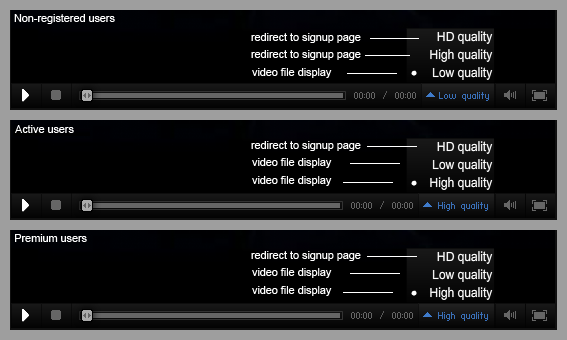 Non-registered users
redirect to signup page HD quality
redirect to signup page High quality
video file display Low quality
00:00 / 00:00 Low quality
Active users
redirect to signup page HD quality
video file display Low quality
video file display High quality
00:00 / 00:00 High quality
Premium users
redirect to signup page HD quality
video file display Low quality
video file display High quality
00:00 / 00:00 High quality